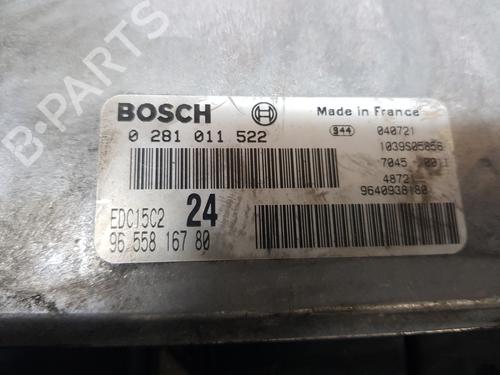 B-PARTS
BOSCH
Made in France
0 281 011 522
944 040721
1039S05856
7045
4872
9640938180
EDC15C2 24
96 558 167 80